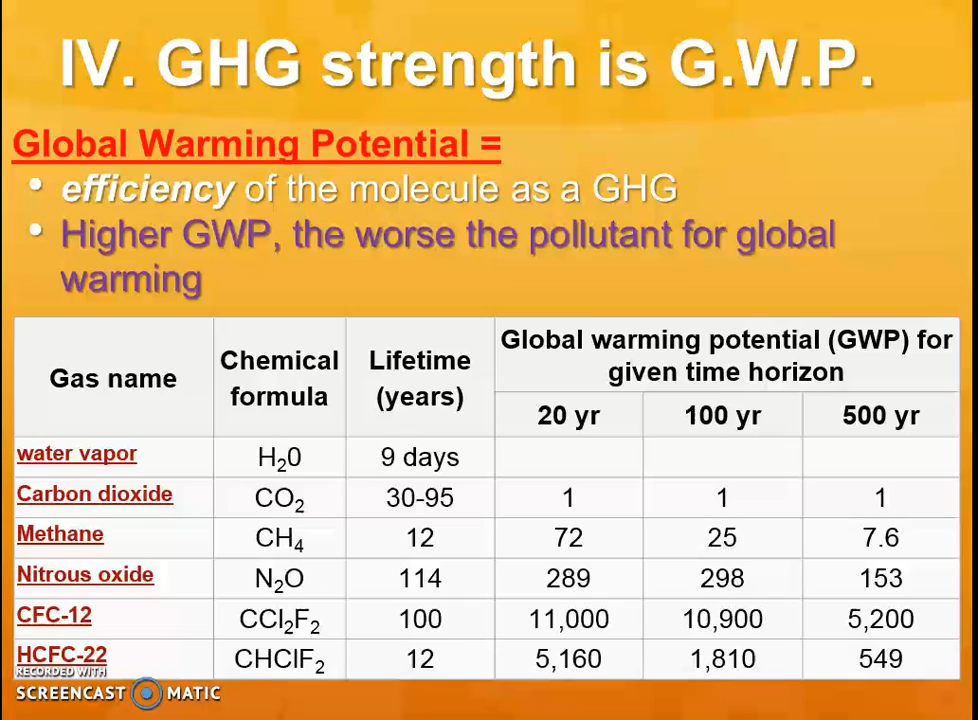 IV. GHG strength is G.W.P.
Global Warming Potential =
• efficiency of the molecule as a GHG
• Higher GWP, the worse the pollutant for global
warming
Gas name
Chemical
formula
Lifetime
(years)
Global warming potential (GWP) for
given time horizon
20 yr 100 yr 500 yr
water vapor H₂0 9 days
Carbon dioxide CO₂ 30-95 1 1 1
Methane CH₄ 12 72 25 7.6
Nitrous oxide N₂O 114 289 298 153
CFC-12 CCl₂F₂ 100 11,000 10,900 5,200
HCFC-22 CHClF₂ 12 5,160 1,810 549
RECORDED WITH
SCREENCAST MATIC